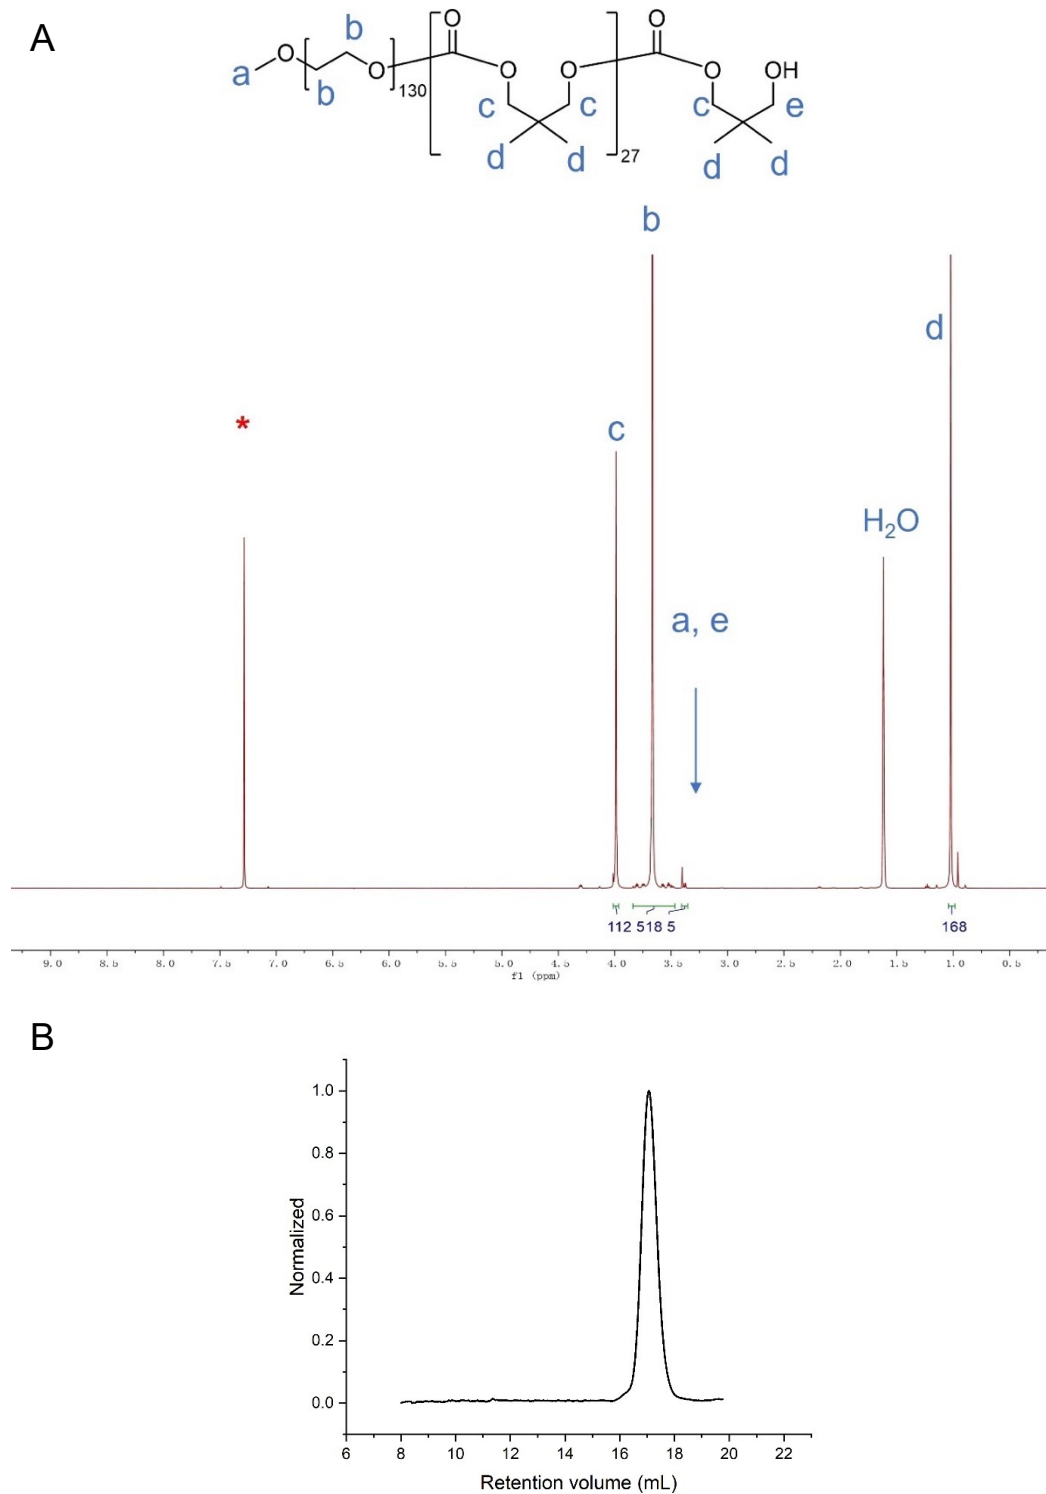 A
O O
b
O O O O O OH
a
b
130
c c c e
d d d d
27
b
d
*
c
H₂O
a, e
112 518 5 168
9.0 8.5 8.0 7.5 7.0 6.5 6.0 5.5 5.0 4.5 4.0 3.5 3.0 2.5 2.0 1.5 1.0 0.5
f1 (ppm)
B
1.0
0.8
0.6
0.4
0.2
0.0
Normalized
6 8 10 12 14 16 18 20 22
Retention volume (mL)